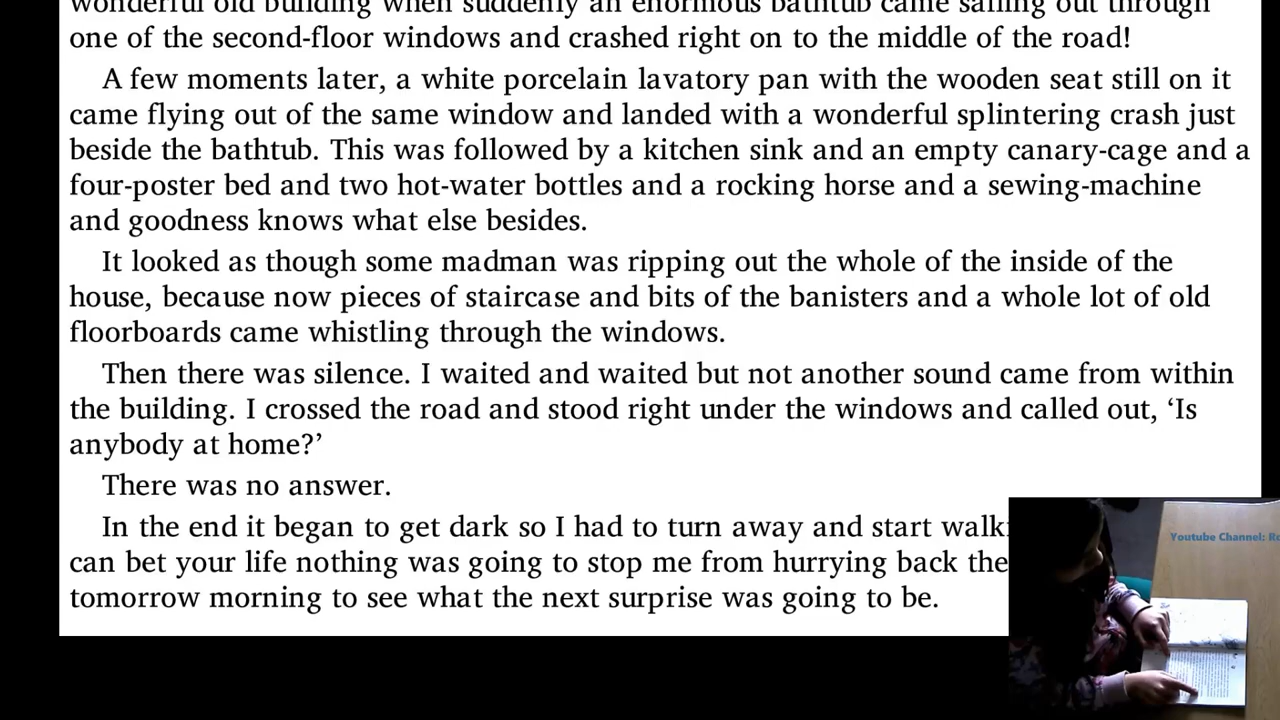 wonderful old building when suddenly an enormous bathtub came sailing out through
one of the second-floor windows and crashed right on to the middle of the road!
A few moments later, a white porcelain lavatory pan with the wooden seat still on it
came flying out of the same window and landed with a wonderful splintering crash just
beside the bathtub. This was followed by a kitchen sink and an empty canary-cage and a
four-poster bed and two hot-water bottles and a rocking horse and a sewing-machine
and goodness knows what else besides.
It looked as though some madman was ripping out the whole of the inside of the
house, because now pieces of staircase and bits of the banisters and a whole lot of old
floorboards came whistling through the windows.
Then there was silence. I waited and waited but not another sound came from within
the building. I crossed the road and stood right under the windows and called out, ‘Is
anybody at home?’
There was no answer.
In the end it began to get dark so I had to turn away and start
can bet your life nothing was going to stop me from hurrying back
tomorrow morning to see what the next surprise was going to be.
Youtube Channel: